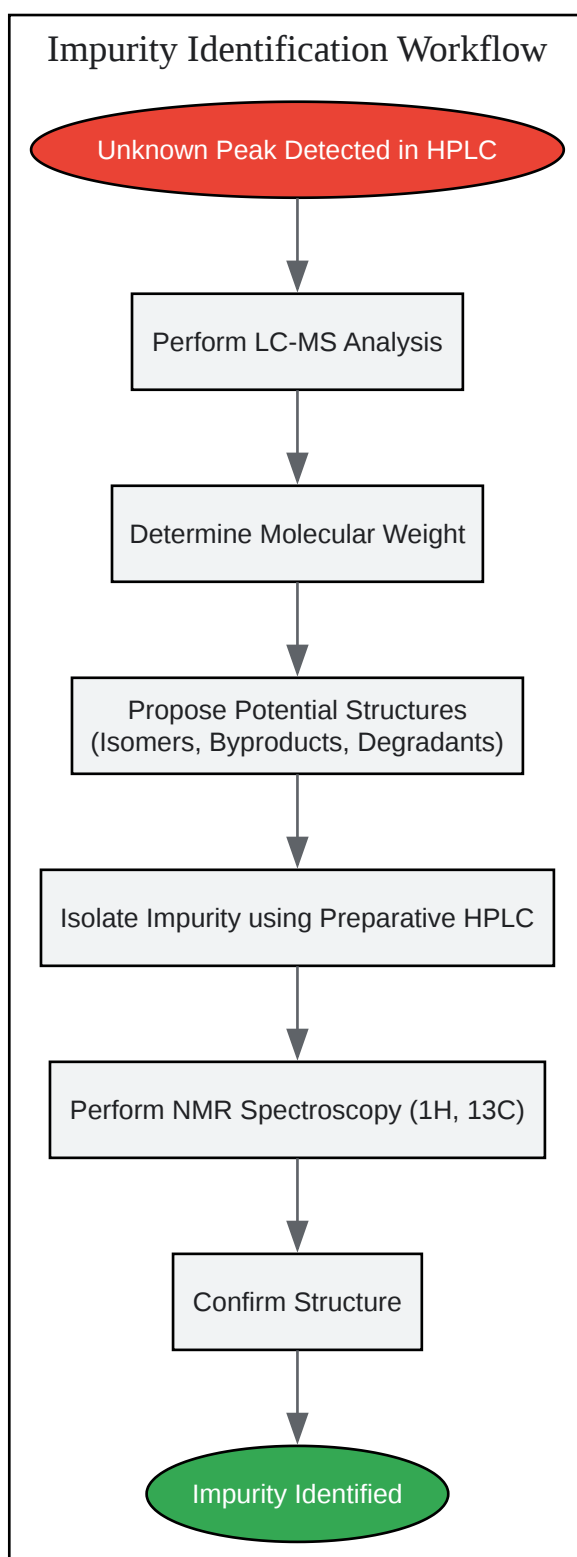 Impurity Identification Workflow
Unknown Peak Detected in HPLC
Perform LC-MS Analysis
Determine Molecular Weight
Propose Potential Structures
(Isomers, Byproducts, Degradants)
Isolate Impurity using Preparative HPLC
Perform NMR Spectroscopy (1H, 13C)
Confirm Structure
Impurity Identified